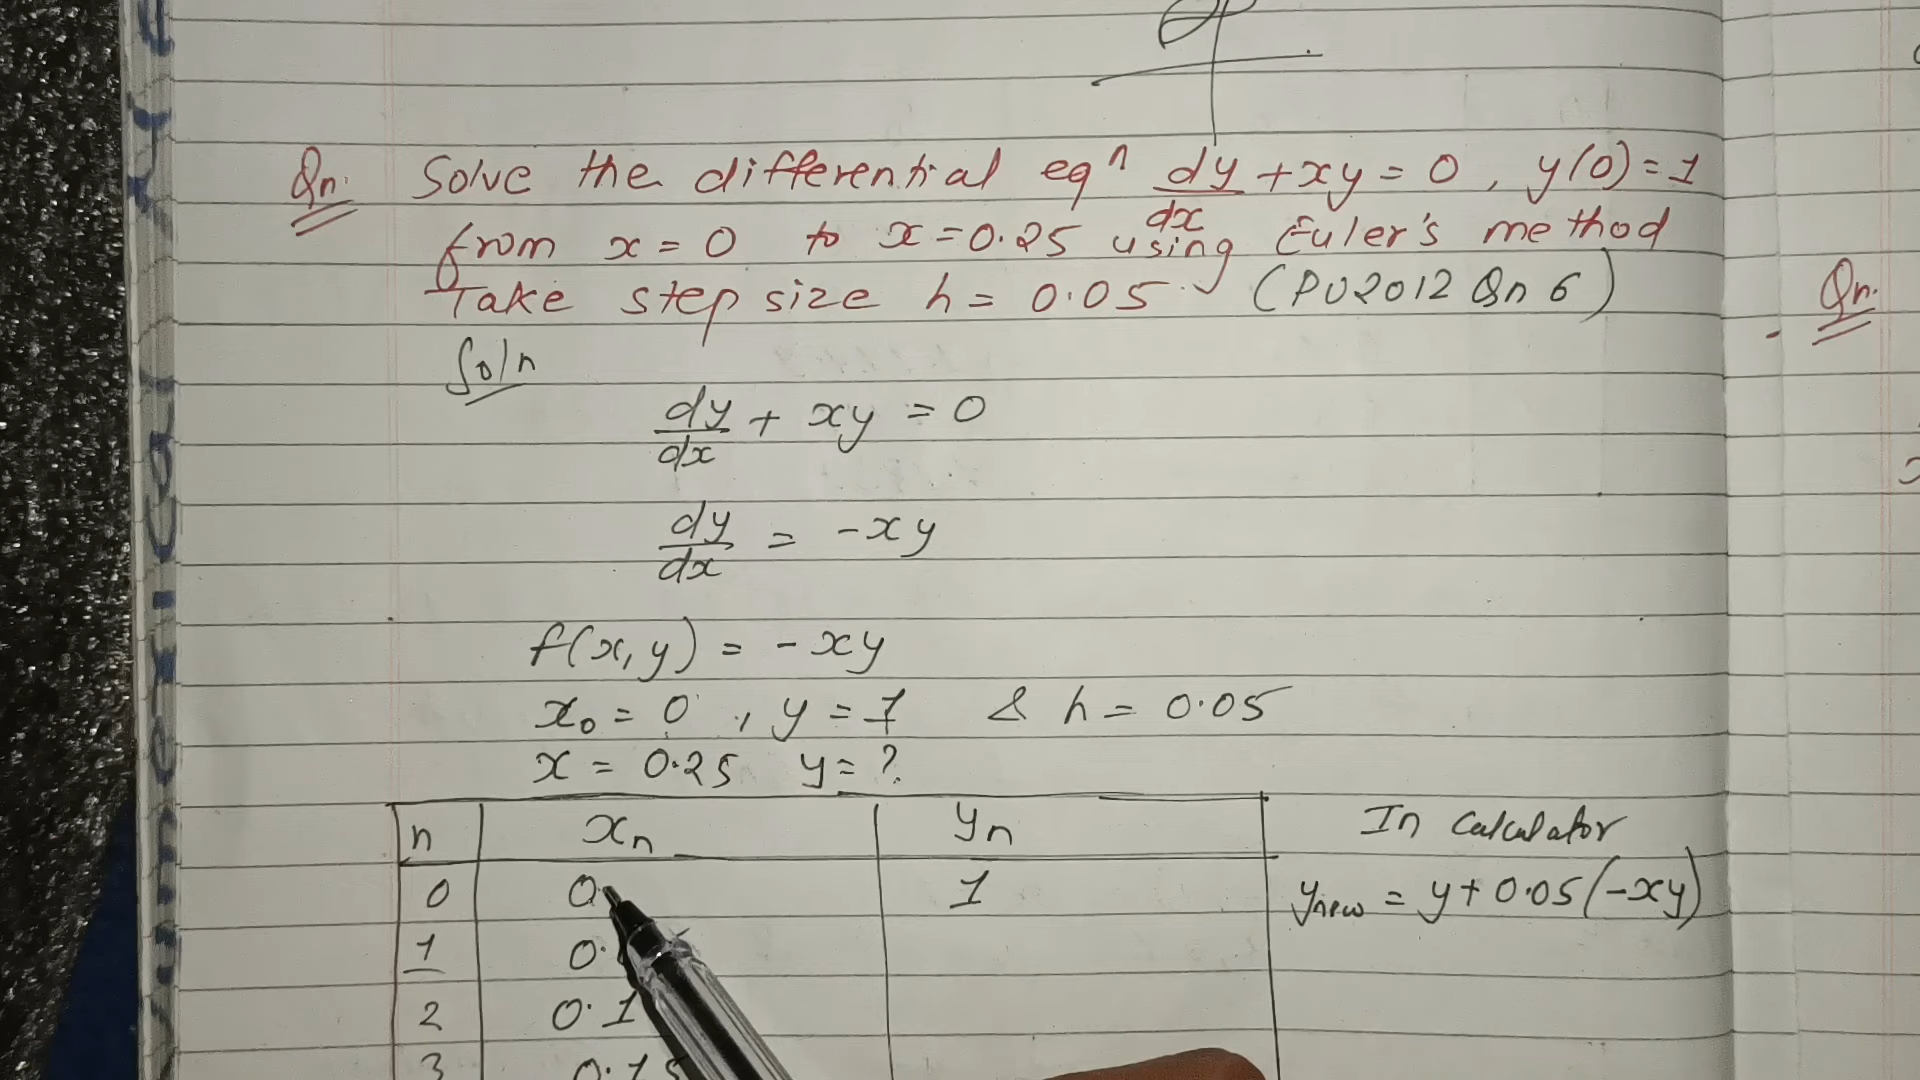 Qn. Solve the differential eqn dy/dx + xy = 0, y(0) = 1
from x = 0 to x = 0.25 using Euler's method
Take step size h = 0.05. (PU2012 Qn 6)
Soln
dy/dx + xy = 0
dy/dx = -xy
f(x, y) = -xy
x₀ = 0, y = 1 & h = 0.05
x = 0.25 y = ?
n xn yn In Calculator
0 0 1 ynew = y + 0.05(-xy)
1 0.
2 0.1
3 0.15
Qn.